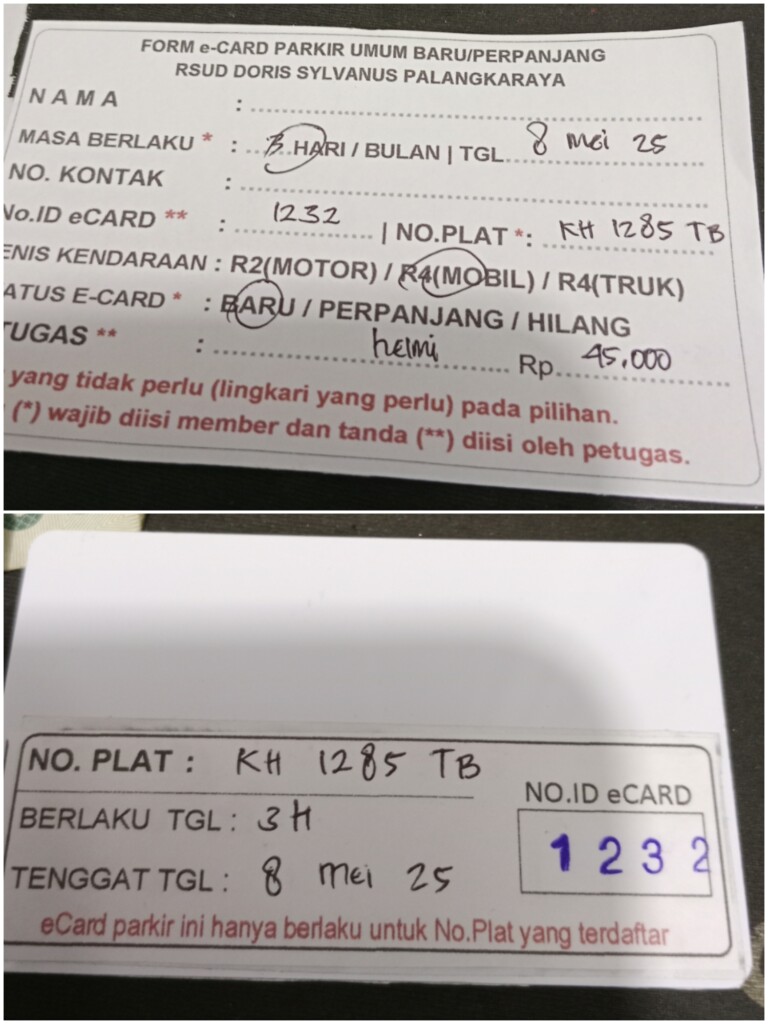 FORM e-CARD PARKIR UMUM BARU/PERPANJANG
RSUD DORIS SYLVANUS PALANGKARAYA
NAMA :
MASA BERLAKU * : 3 HARI / BULAN | TGL 8 Mei 25
NO. KONTAK :
No.ID eCARD ** : 1232 | NO.PLAT *: KH 1285 TB
ENIS KENDARAAN : R2(MOTOR) / R4(MOBIL) / R4(TRUK)
ATUS E-CARD * : BARU / PERPANJANG / HILANG
TUGAS ** : helmi Rp. 45.000
yang tidak perlu (lingkari yang perlu) pada pilihan.
(*) wajib diisi member dan tanda (**) diisi oleh petugas.
NO. PLAT : KH 1285 TB
BERLAKU TGL : 3H
TENGGAT TGL : 8 Mei 25
NO.ID eCARD
1232
eCard parkir ini hanya berlaku untuk No.Plat yang terdaftar